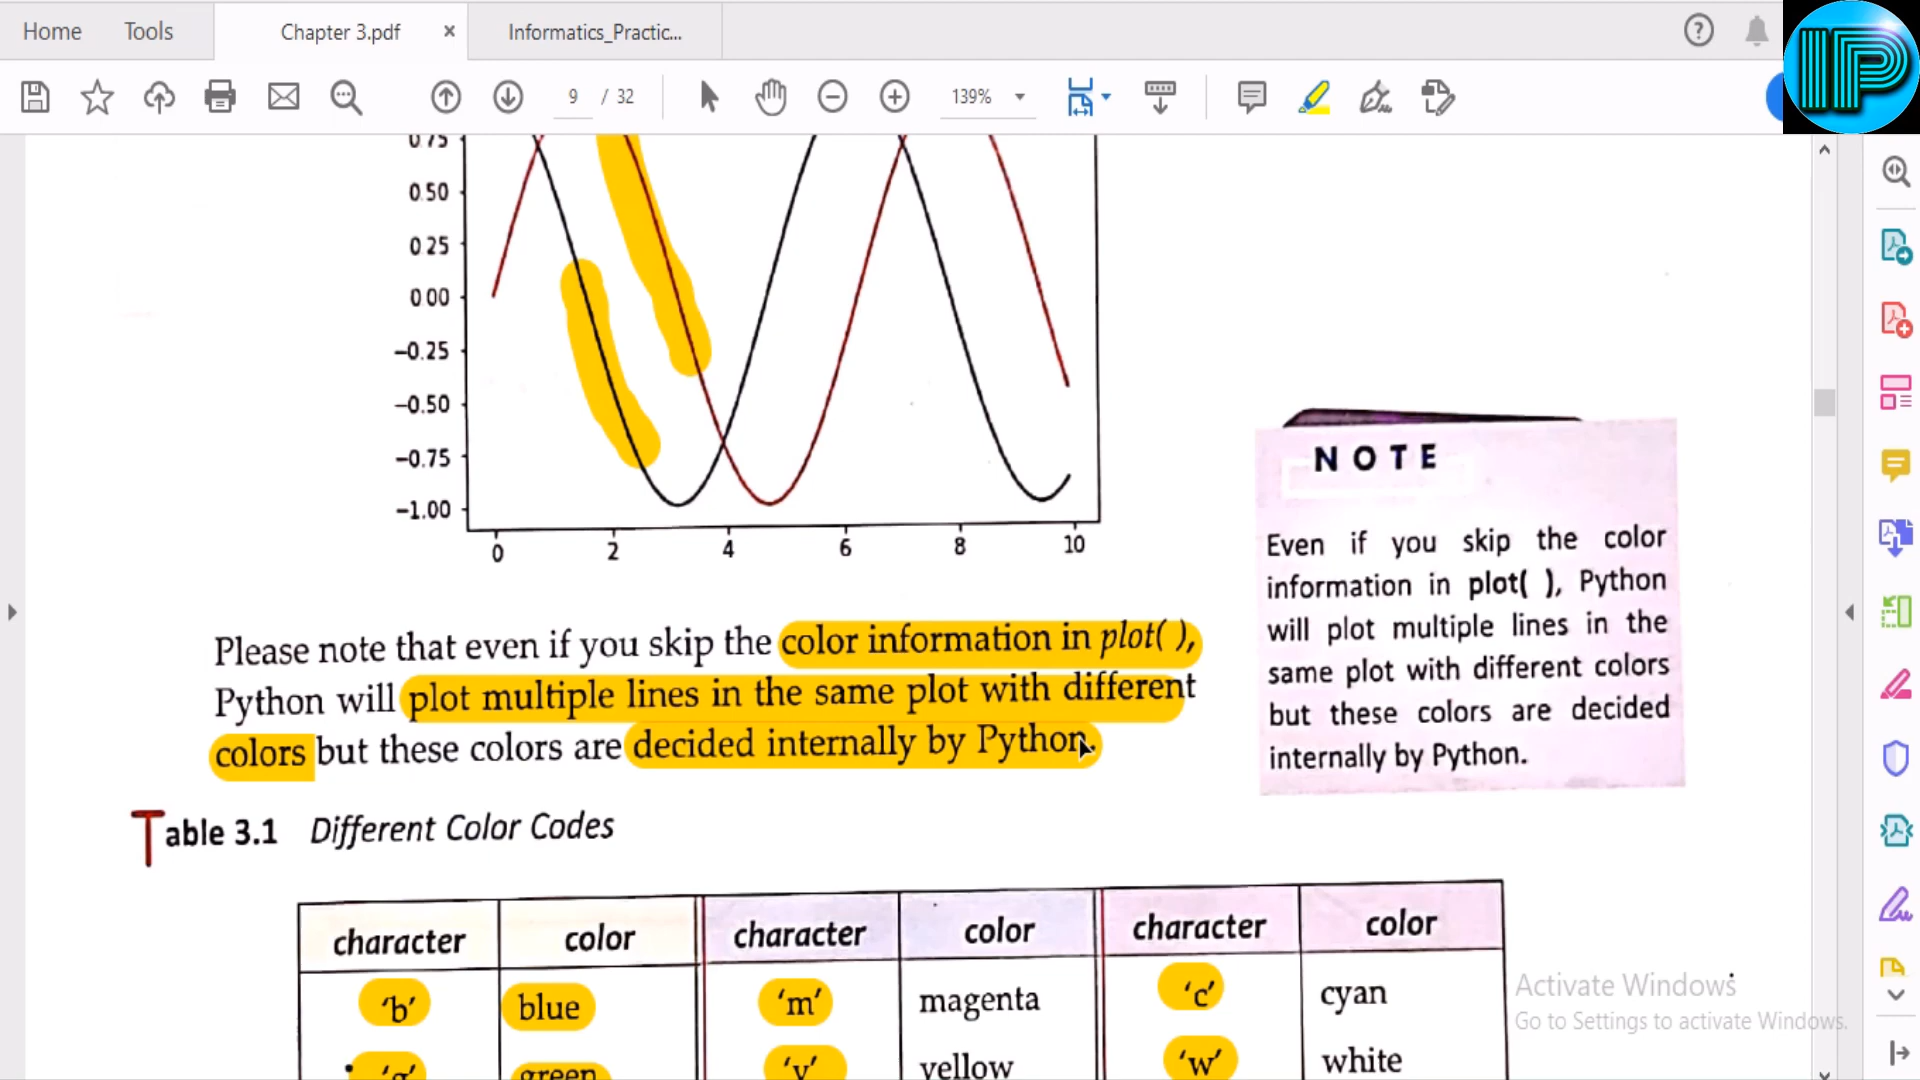 Home Tools Chapter 3.pdf × Informatics_Practic...
IP
9 / 32 139%
0.75
0.50
0.25
0 00
−0.25
−0.50
−0.75
−1.00
0 2 4 6 8 10
NOTE
Even if you skip the color
information in plot( ), Python
will plot multiple lines in the
same plot with different colors
but these colors are decided
internally by Python.
Please note that even if you skip the color information in plot( ),
Python will plot multiple lines in the same plot with different
colors but these colors are decided internally by Python.
Table 3.1 Different Color Codes
character color character color character color
'b' blue 'm' magenta 'c' cyan
'g' green 'y' yellow 'w' white
Activate Windows
Go to Settings to activate Windows.